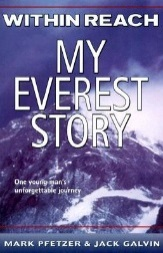 WITHIN REACH
MY
EVEREST
STORY
One young man's
unforgettable journey
MARK PFETZER & JACK GALVIN